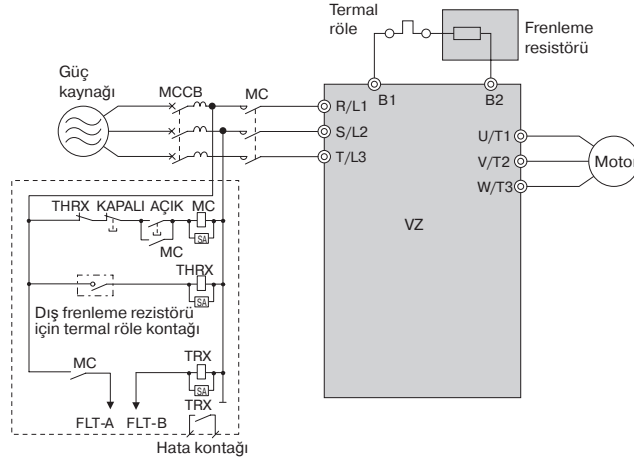 Termal
röle
Frenleme
resistörü
Güç
kaynağı
MCCB
MC
B1
B2
R/L1
S/L2
T/L3
U/T1
V/T2
W/T3
Motor
VZ
THRX KAPALI AÇIK MC
SA
MC
THRX
SA
Dış frenleme rezistörü
için termal röle kontağı
MC
TRX
SA
FLT-A FLT-B
TRX
Hata kontağı